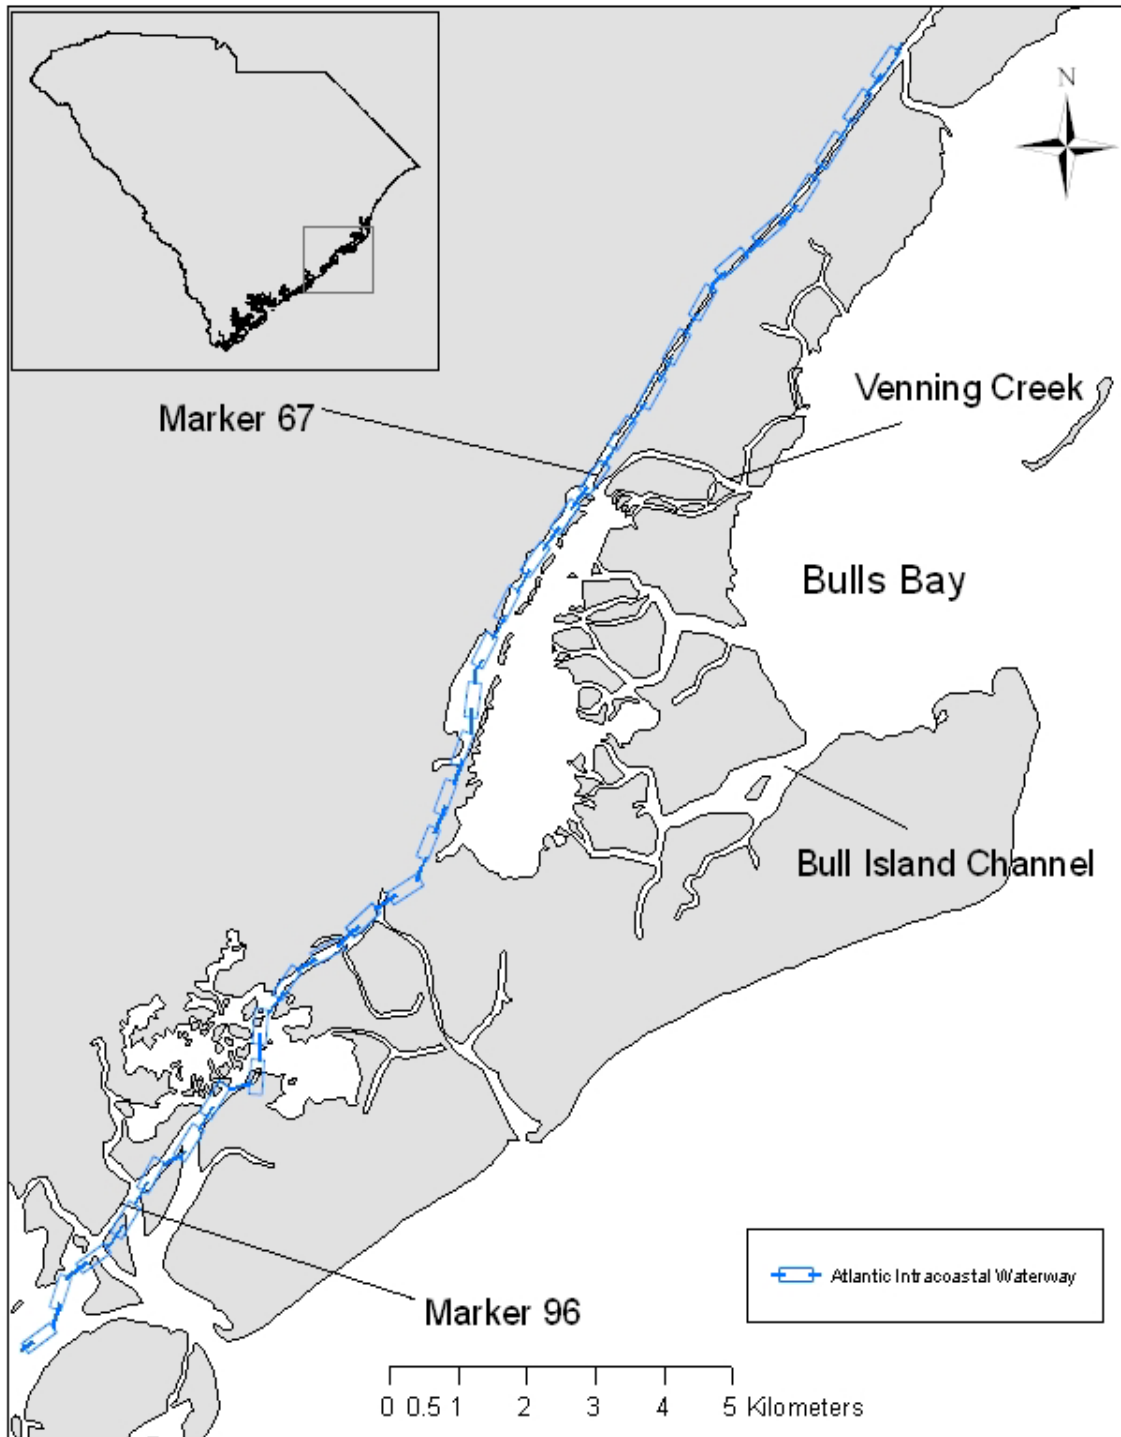 N
Venning Creek
Marker 67
Bulls Bay
Bull Island Channel
Atlantic Intracoastal Waterway
Marker 96
0 0.5 1 2 3 4 5 Kilometers